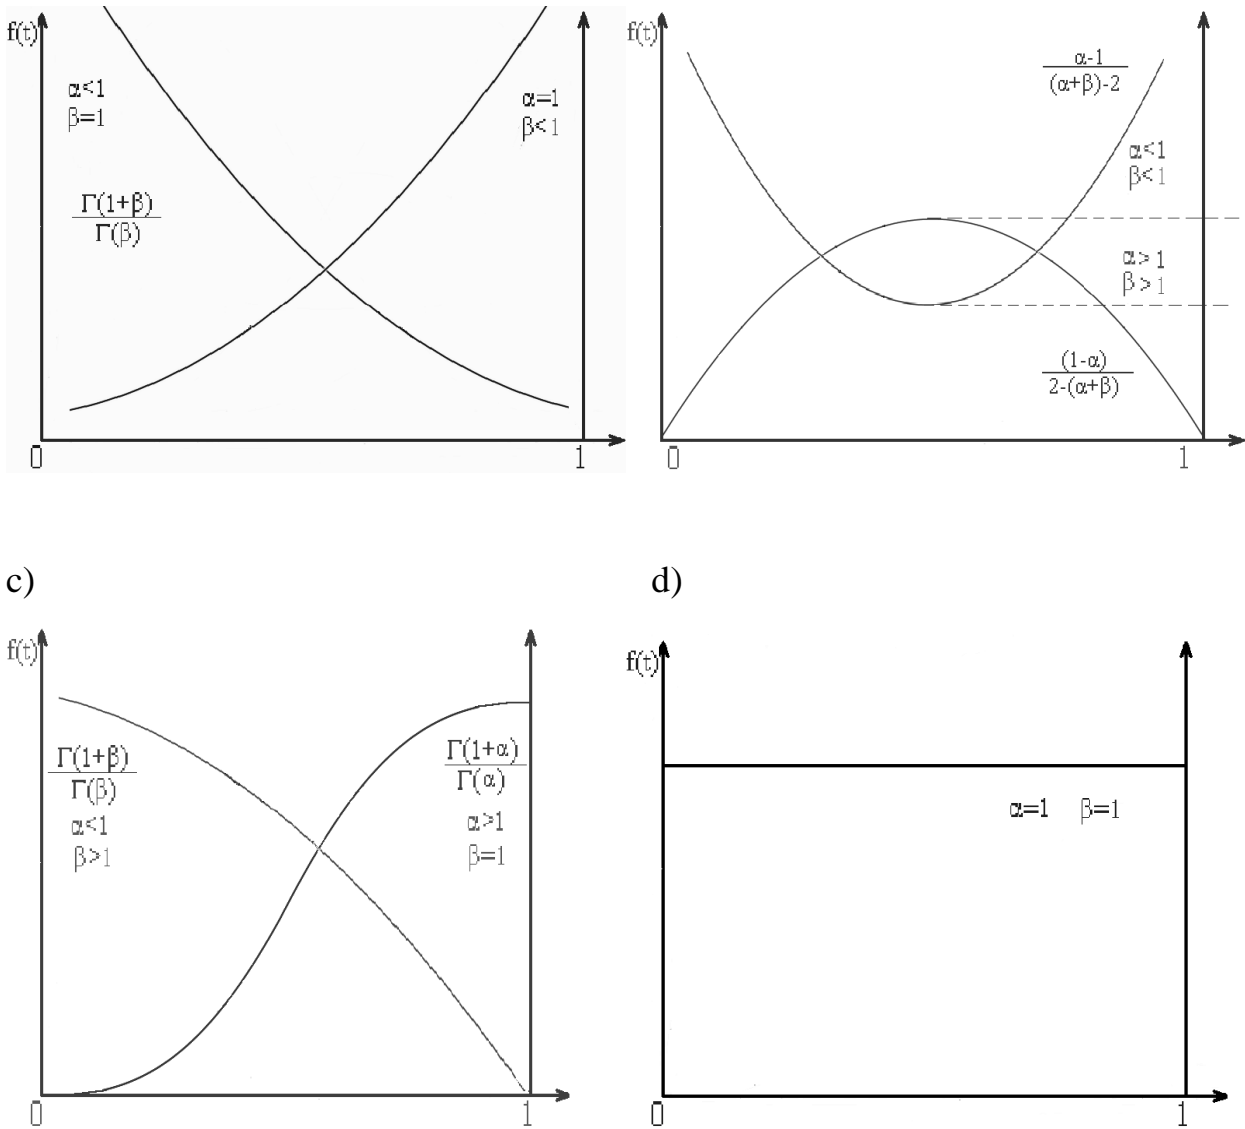 f(t)
α<1
β=1
α=1
β<1
Γ(1+β)
Γ(β)
0
1
f(t)
α-1
(α+β)-2
α<1
β<1
α>1
β>1
(1-α)
2-(α+β)
0
1
c)
d)
f(t)
Γ(1+β)
Γ(β)
α<1
β>1
Γ(1+α)
Γ(α)
α>1
β=1
0
1
f(t)
α=1 β=1
0
1